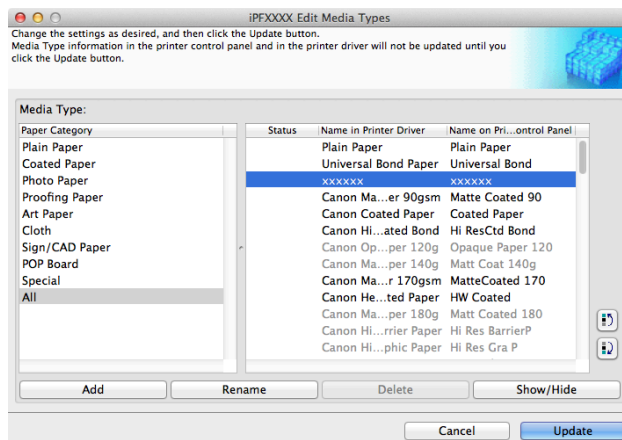 iPFXXXX Edit Media Types
Change the settings as desired, and then click the Update button.
Media Type information in the printer control panel and in the printer driver will not be updated until you
click the Update button.
Media Type:
Paper Category
Plain Paper
Coated Paper
Photo Paper
Proofing Paper
Art Paper
Cloth
Sign/CAD Paper
POP Board
Special
All
Status Name in Printer Driver Name on Pri...ontrol Panel
Plain Paper Plain Paper
Universal Bond Paper Universal Bond
xxxxxx xxxxxx
Canon Ma...er 90gsm Matte Coated 90
Canon Coated Paper Coated Paper
Canon Hi...ated Bond Hi ResCtd Bond
Canon Op...per 120g Opaque Paper 120
Canon Ma...per 140g Matt Coat 140g
Canon Ma...r 170gsm MatteCoated 170
Canon He...ted Paper HW Coated
Canon Ma...per 180g Matt Coated 180
Canon Hi...rrier Paper Hi Res BarrierP
Canon Hi...phic Paper Hi Res Gra P
Add Rename Delete Show/Hide
Cancel Update